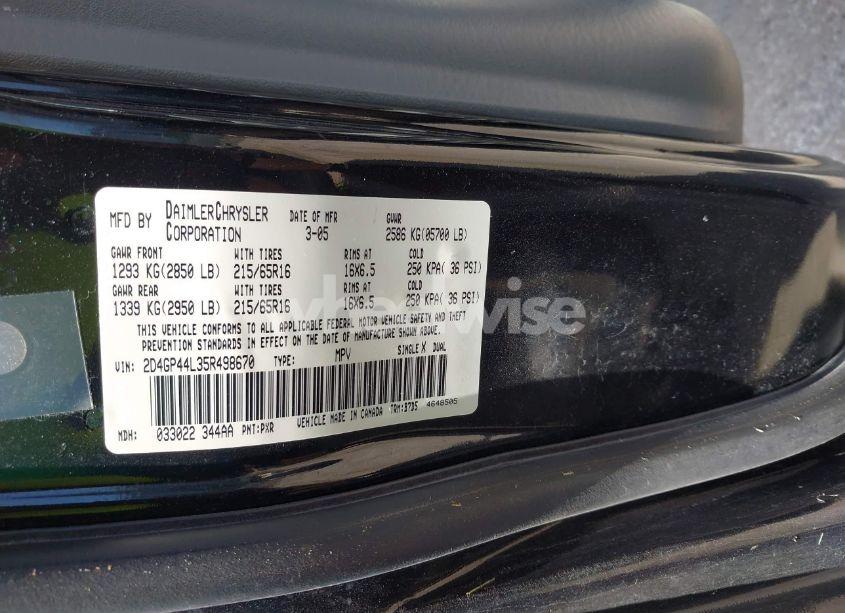 MFD BY DAIMLERCHRYSLER CORPORATION DATE OF MFR 3-05 GVWR 2586 KG(05700 LB)
GAWR FRONT WITH TIRES RIMS AT COLD
1293 KG(2850 LB) 215/65R16 16X6.5 250 KPA( 36 PSI)
GAWR REAR WITH TIRES RIMS AT COLD
1339 KG(2950 LB) 215/65R16 16X6.5 250 KPA( 36 PSI)
THIS VEHICLE CONFORMS TO ALL APPLICABLE FEDERAL MOTOR VEHICLE SAFETY AND THEFT
PREVENTION STANDARDS IN EFFECT ON THE DATE OF MANUFACTURE SHOWN ABOVE.
VIN: 2D4GP44L35R498670 TYPE: MPV SINGLE X DUAL
MDH: 033022 344AA PNT:PXR VEHICLE MADE IN CANADA TRM:B7D5 4648505